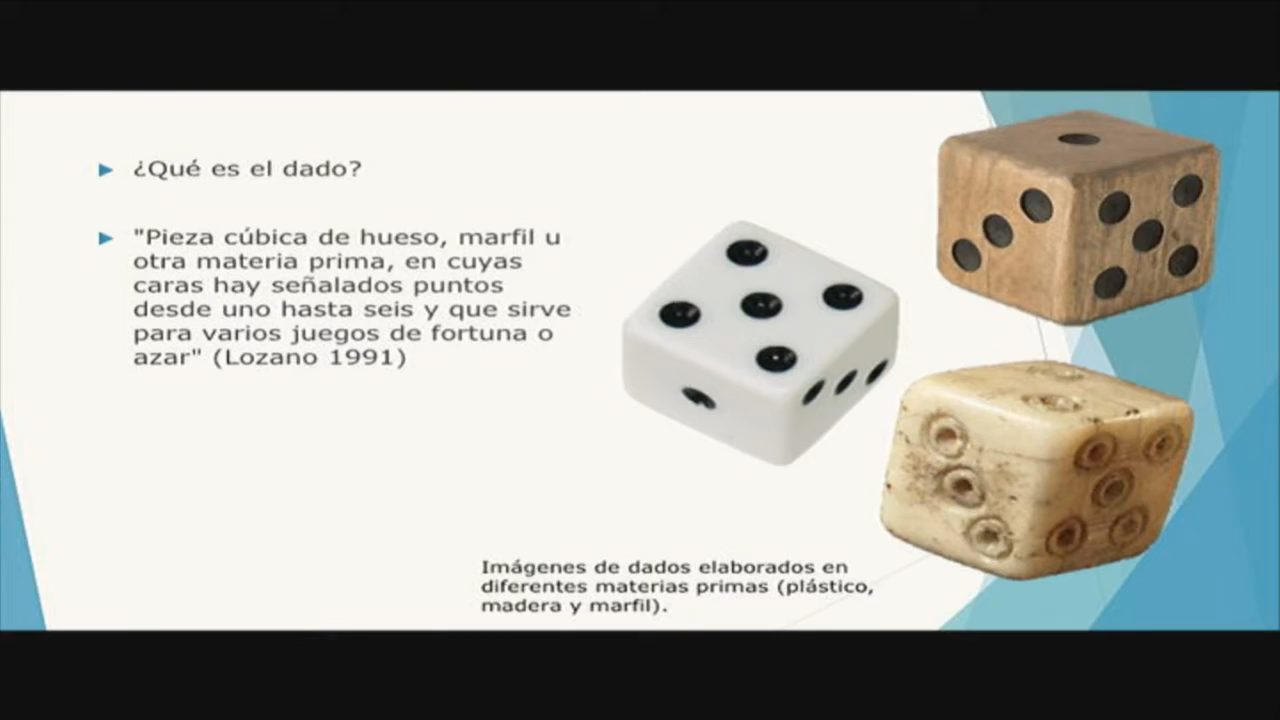 ¿Qué es el dado?
"Pieza cúbica de hueso, marfil u
otra materia prima, en cuyas
caras hay señalados puntos
desde uno hasta seis y que sirve
para varios juegos de fortuna o
azar" (Lozano 1991)
Imágenes de dados elaborados en
diferentes materias primas (plástico,
madera y marfil).